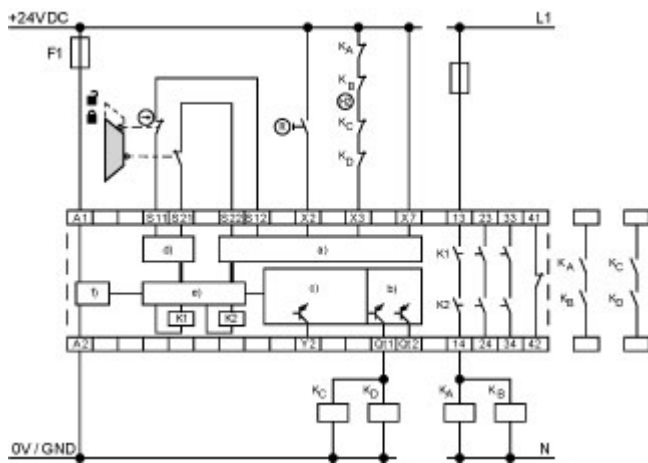 +24VDC
L1
F1
KA
KB
KC
KD
R
A1 S11 S21 S22 S12 X2 X3 X7 13 23 33 41
d) a)
K1
f) e) c) b)
K1 K2
K2
KA KC
KB KD
A2 Y2 Qt1 Qt2 14 24 34 42
KC KD KA KB
0V / GND
N